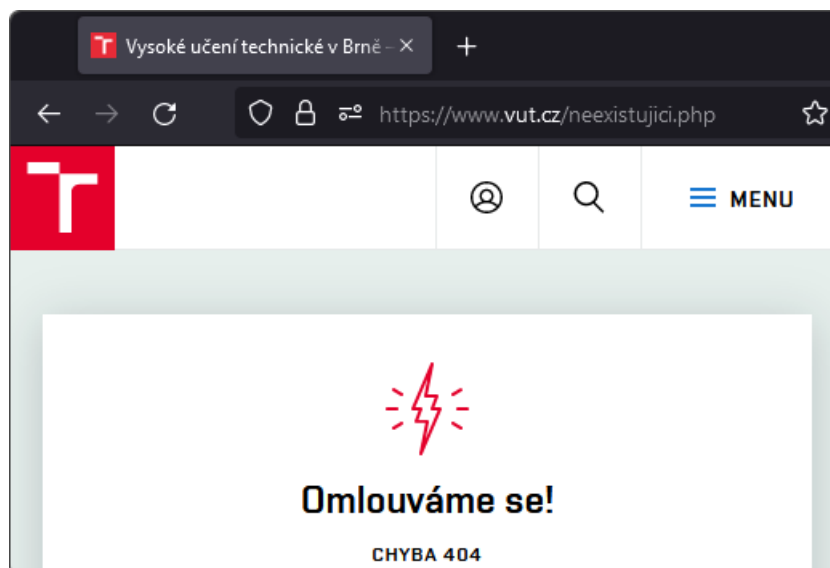 Vysoké učení technické v Brně –
https://www.vut.cz/neexistujici.php
MENU
Omlouváme se!
CHYBA 404